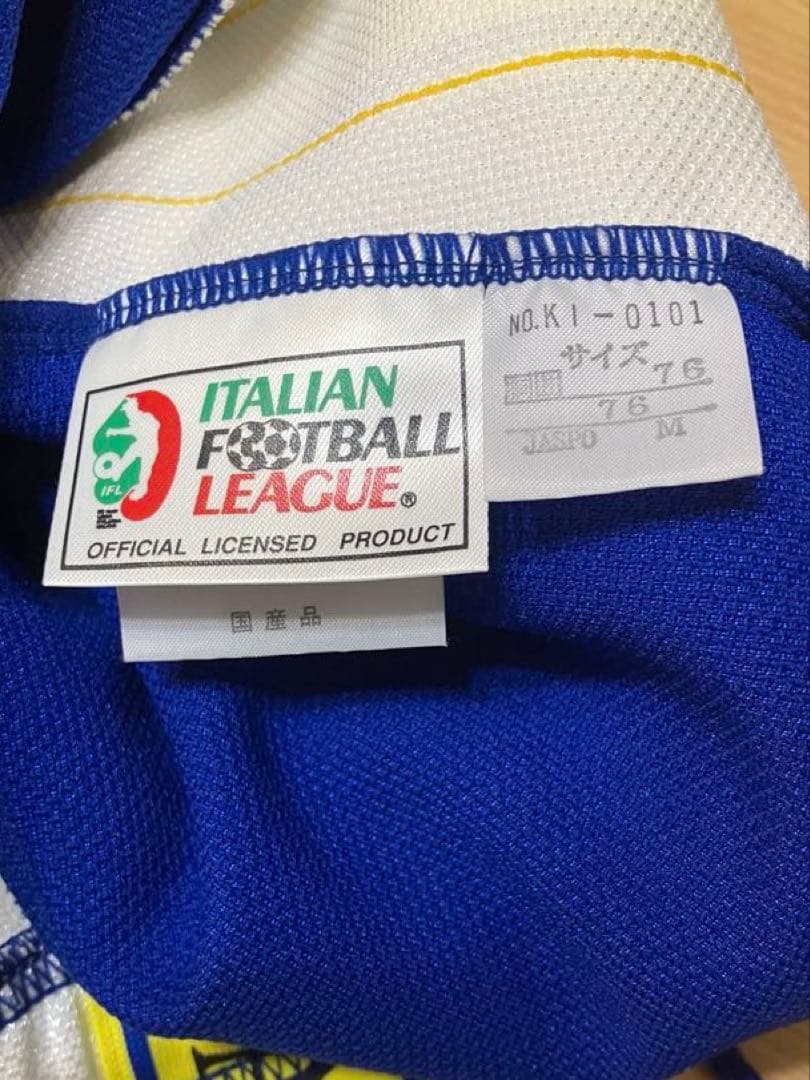 ITALIAN
FOOTBALL
LEAGUE®
IFL
OFFICIAL LICENSED PRODUCT
国産品
NO.KI-0101
サイズ
76
76
JASPO M